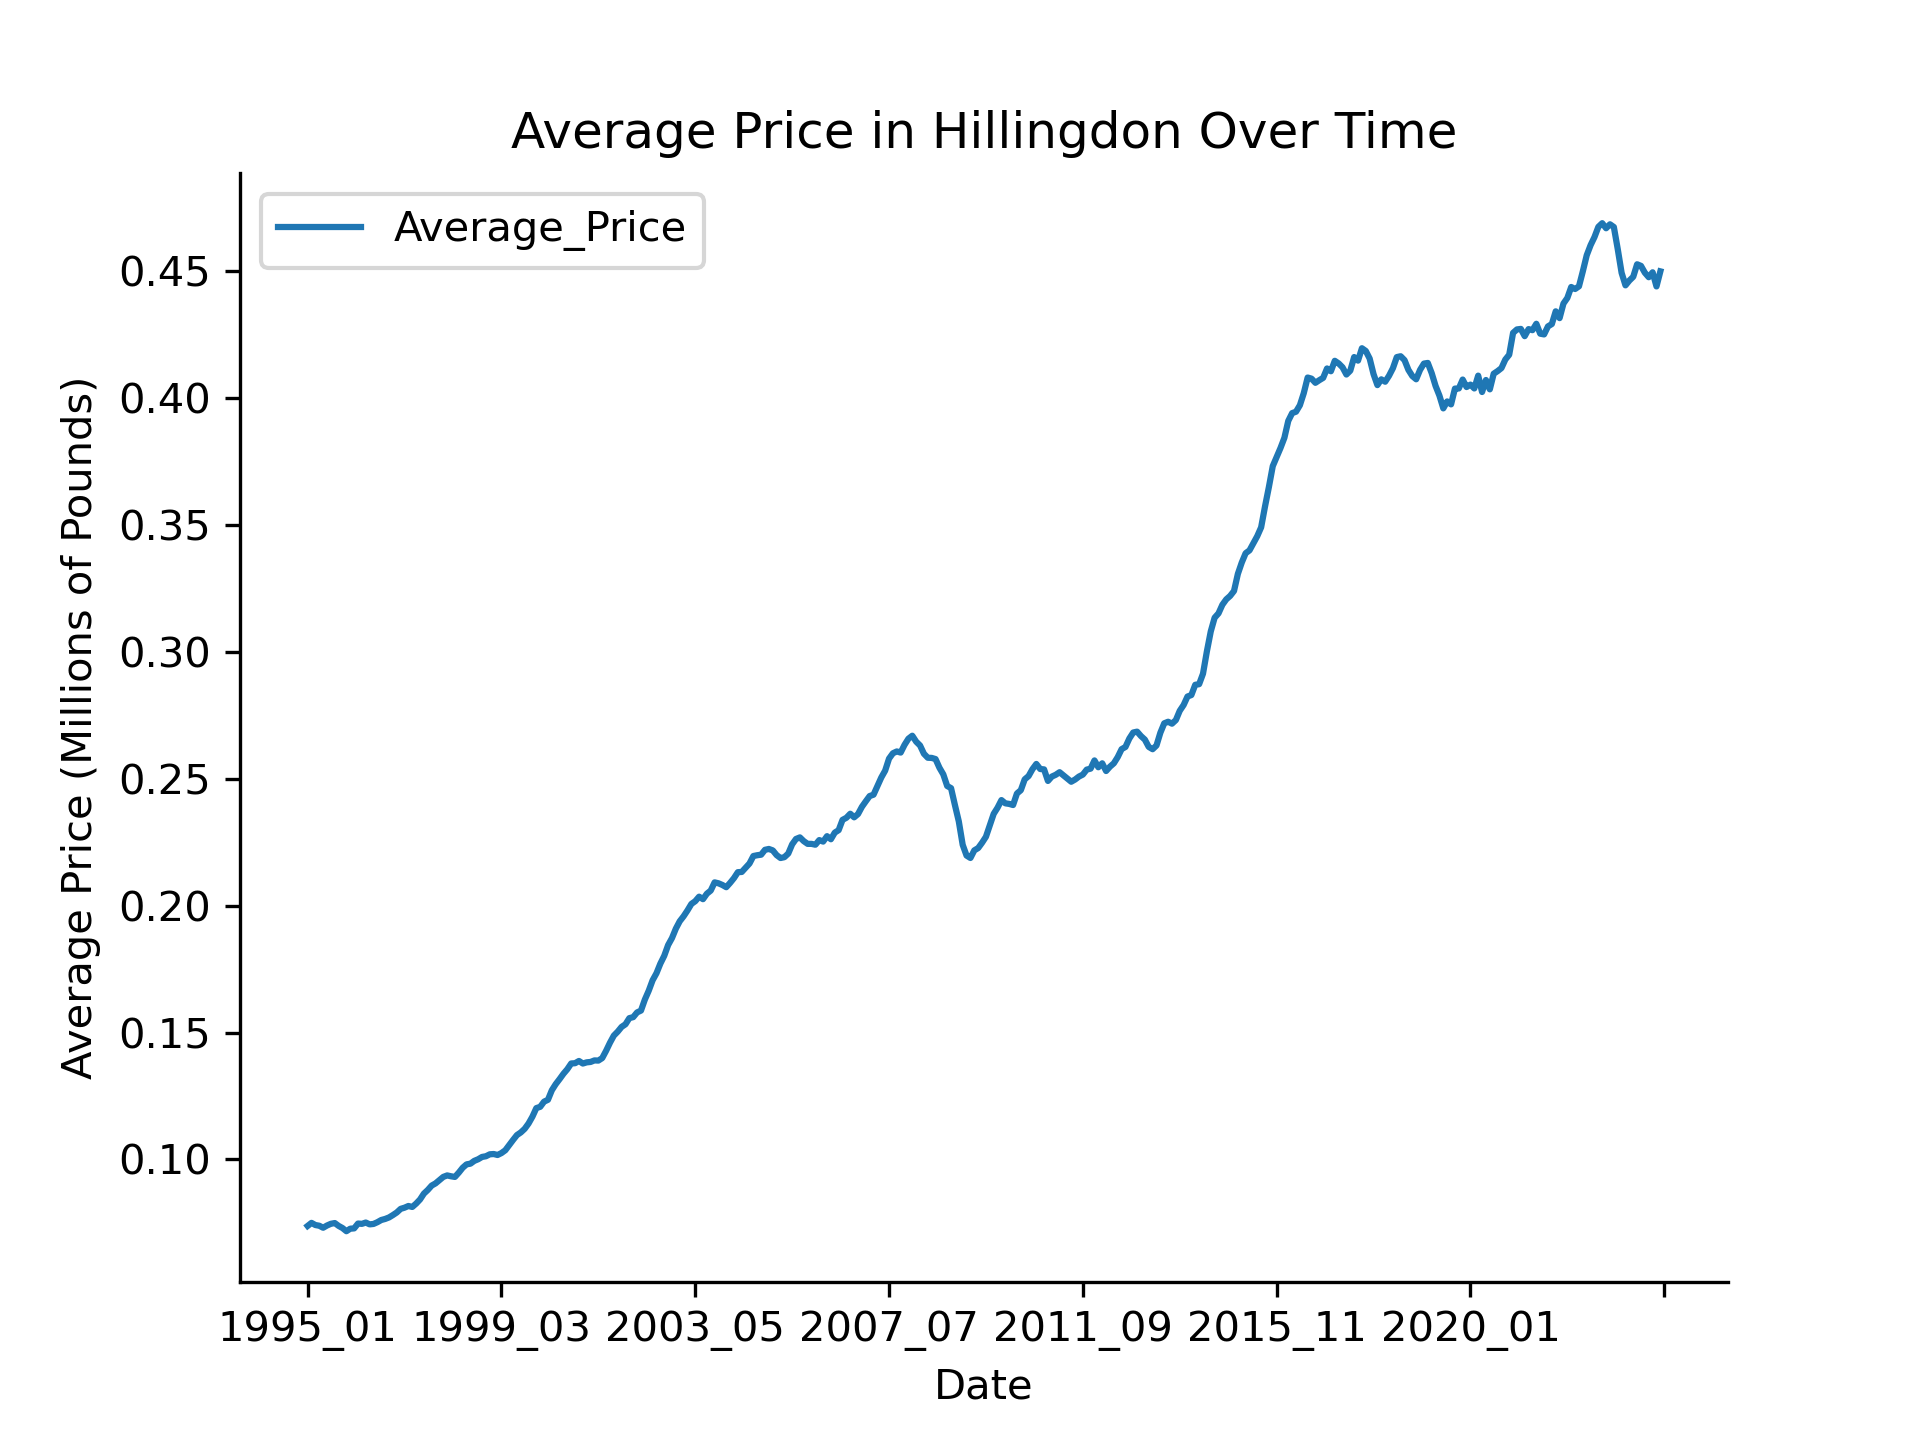 Average Price in Hillingdon Over Time
Average_Price
Average Price (Millions of Pounds)
0.45
0.40
0.35
0.30
0.25
0.20
0.15
0.10
1995_01 1999_03 2003_05 2007_07 2011_09 2015_11 2020_01
Date